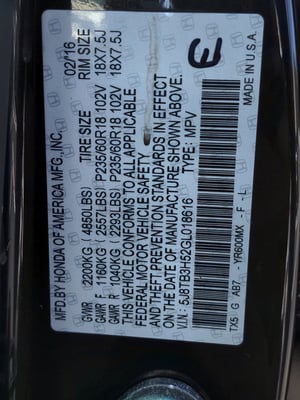 MFD.BY HONDA OF AMERICA MFG., INC. 02/16
GVWR 2200KG (4850LBS) TIRE SIZE RIM SIZE
GAWR F 1160KG (2557LBS) P235/60R18 102V 18X7.5J
GAWR R 1040KG (2293LBS) P235/60R18 102V 18X7.5J
THIS VEHICLE CONFORMS TO ALL APPLICABLE
FEDERAL MOTOR VEHICLE SAFETY
AND THEFT PREVENTION STANDARDS IN EFFECT
ON THE DATE OF MANUFACTURE SHOWN ABOVE.
5J8TB3H52GL018616 TYPE: MPV
E
TX5 G AB7 - YR600MX - F - L MADE IN U.S.A.